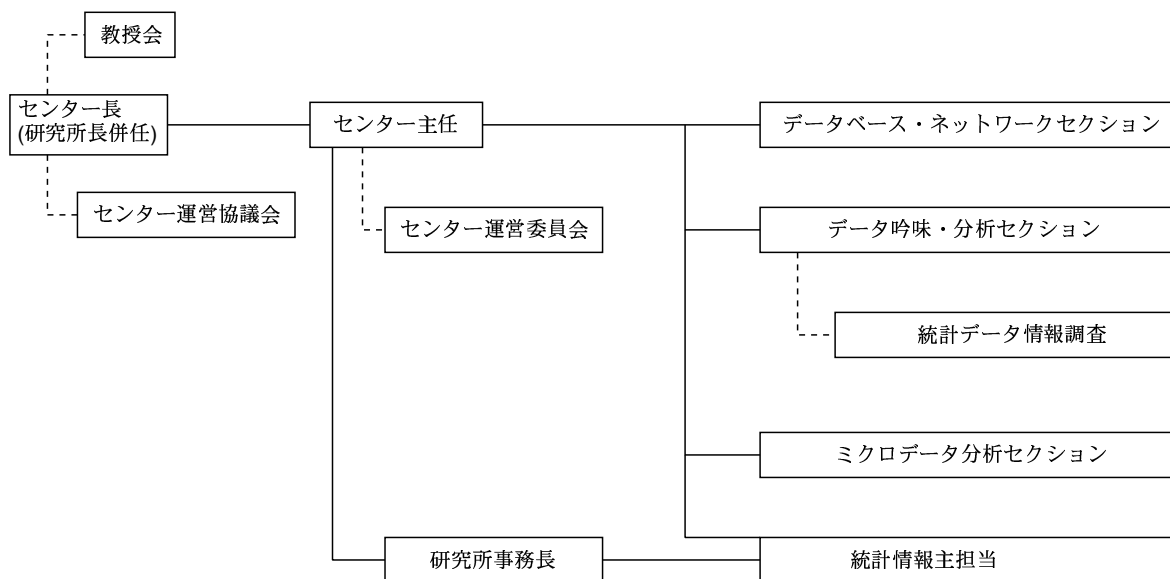 教授会
センター長
(研究所長併任)
センター主任
データベース・ネットワークセクション
センター運営協議会
センター運営委員会
データ吟味・分析セクション
統計データ情報調査
ミクロデータ分析セクション
研究所事務長
統計情報主担当